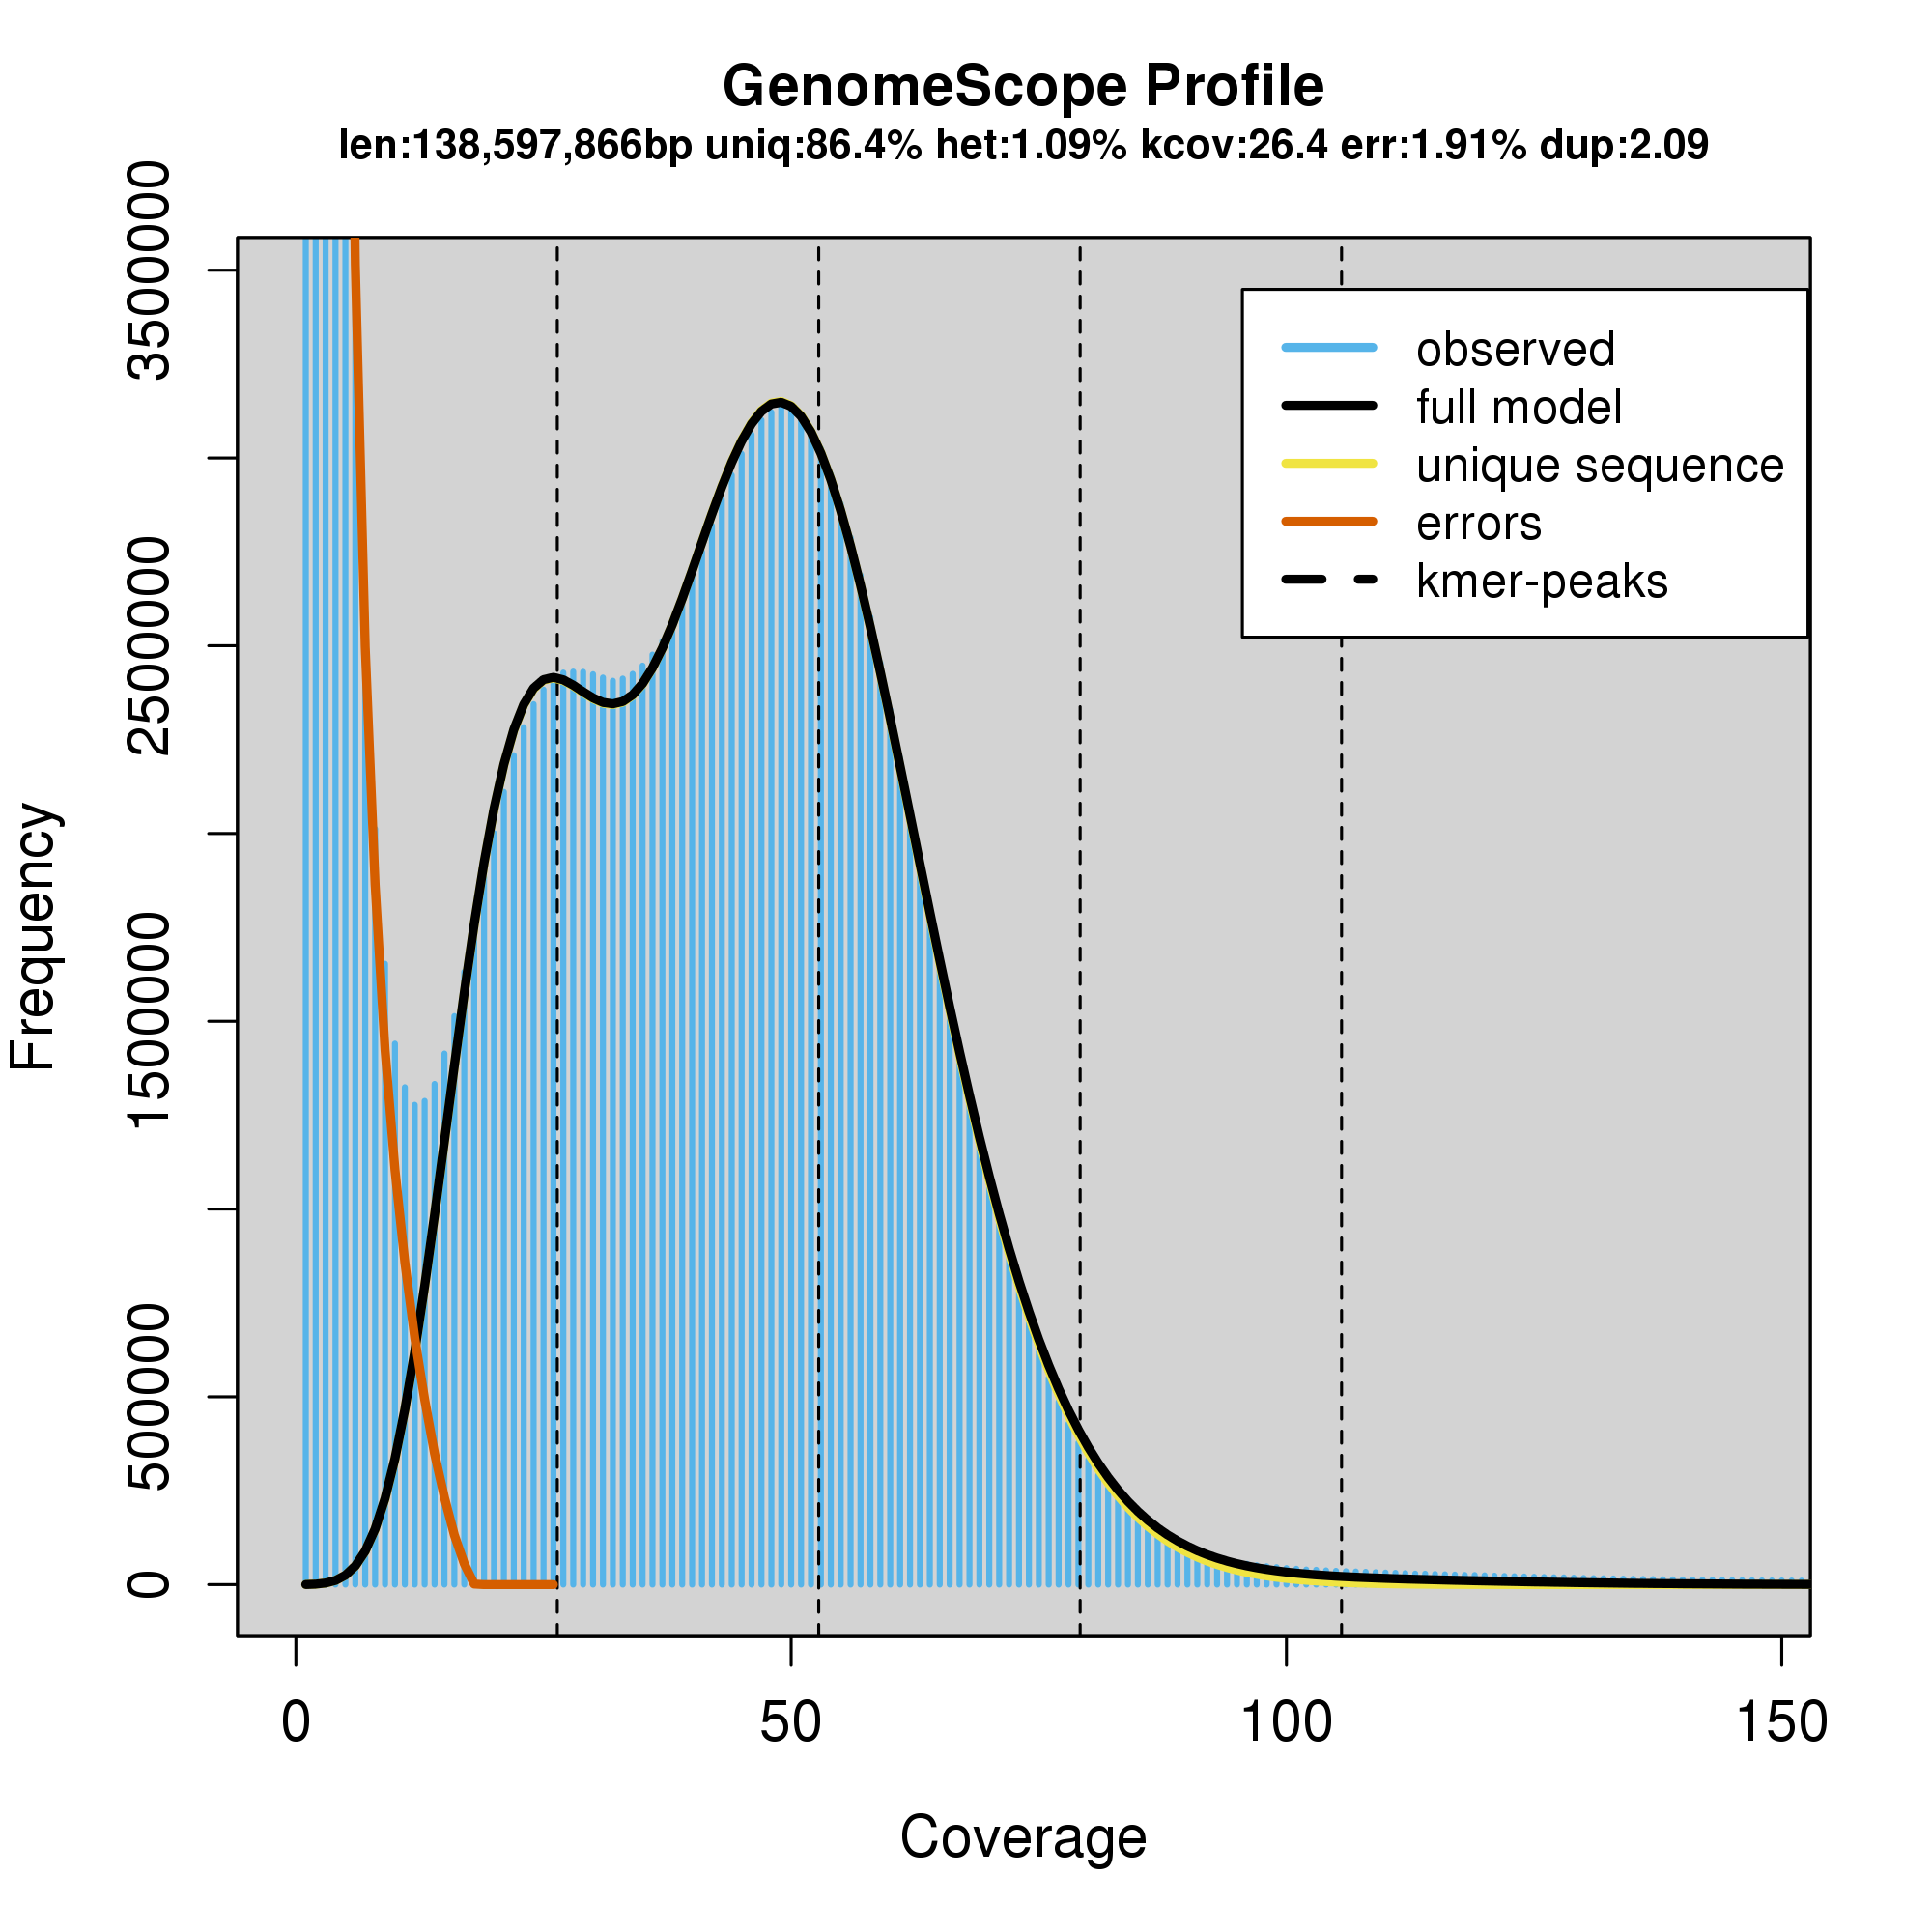 GenomeScope Profile
len:138,597,866bp uniq:86.4% het:1.09% kcov:26.4 err:1.91% dup:2.09
3500000
2500000
1500000
500000
0
Frequency
observed
full model
unique sequence
errors
kmer-peaks
0 50 100 150
Coverage